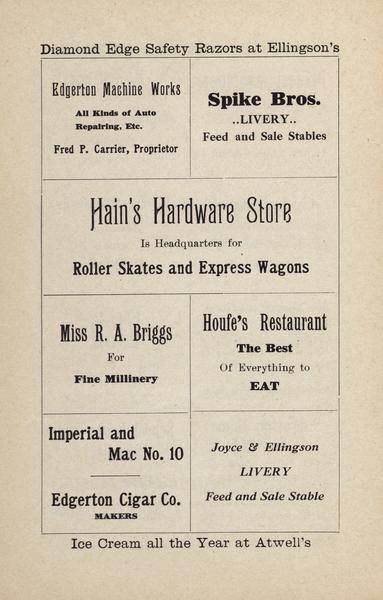 Diamond Edge Safety Razors at Ellingson's
Edgerton Machine Works
All Kinds of Auto
Repairing, Etc.
Fred P. Carrier, Proprietor
Spike Bros.
..LIVERY..
Feed and Sale Stables
Hain's Hardware Store
Is Headquarters for
Roller Skates and Express Wagons
Miss R. A. Briggs
For
Fine Millinery
Houfe's Restaurant
The Best
Of Everything to
EAT
Imperial and
Mac No. 10
Edgerton Cigar Co.
MAKERS
Joyce & Ellingson
LIVERY
Feed and Sale Stable
Ice Cream all the Year at Atwell's